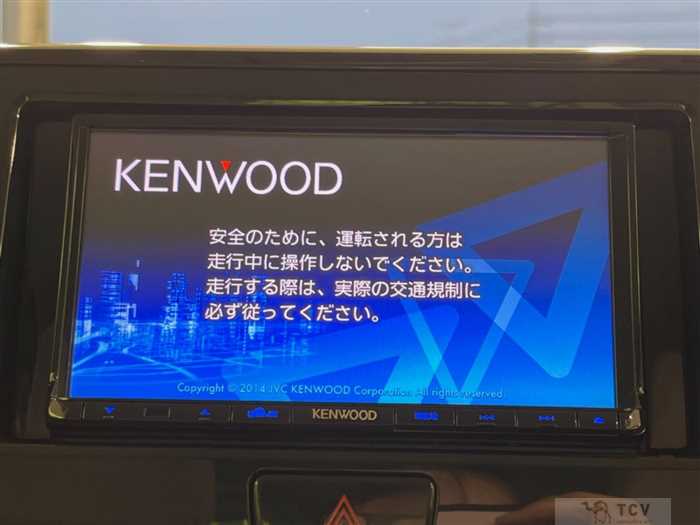 KENWOOD
安全のために、運転される方は
走行中に操作しないでください。
走行する際は、実際の交通規制に
必ず従ってください。
Copyright © 2014 JVC KENWOOD Corporation All rights reserved.
KENWOOD
TCV